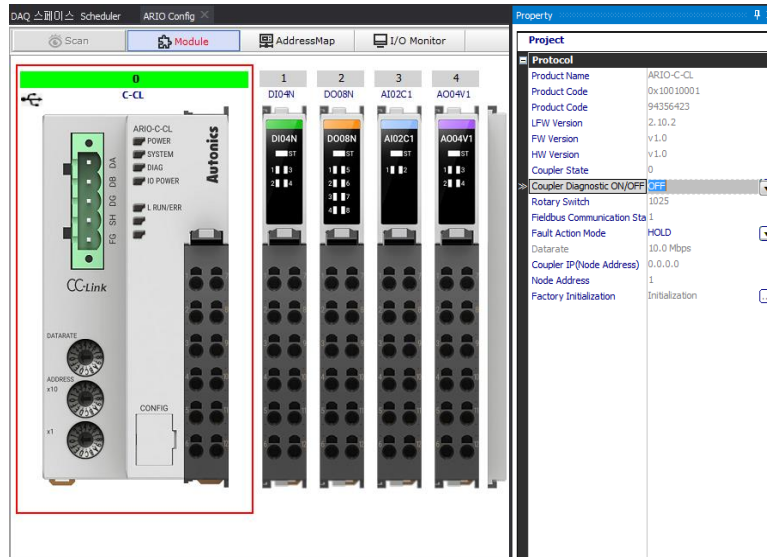 DAQ 스페이스 Scheduler ARIO Config
Property
Scan Module AddressMap I/O Monitor
Project
0 1 2 3 4
C-CL DI04N DO08N AI02C1 AO04V1
Protocol
Product Name ARIO-C-CL
Product Code 0x10010001
Product Code 94356423
LFW Version 2.10.2
FW Version v1.0
HW Version v1.0
Coupler State 0
Coupler Diagnostic ON/OFF OFF
Rotary Switch 1025
Fieldbus Communication Sta 1
Fault Action Mode HOLD
Datarate 10.0 Mbps
Coupler IP(Node Address) 0.0.0.0
Node Address 1
Factory Initialization Initialization
ARIO-C-CL
POWER
SYSTEM
DIAG
IO POWER
L RUN/ERR
Autonics
DA
DB
DG
SH
FG
CC-Link
DATARATE
ADDRESS
x10
x1
CONFIG
DI04N
ST
1 3
2 4
DO08N
ST
1 5
2 6
3 7
4 8
AI02C1
ST
1 2
AO04V1
ST
1 3
2 4